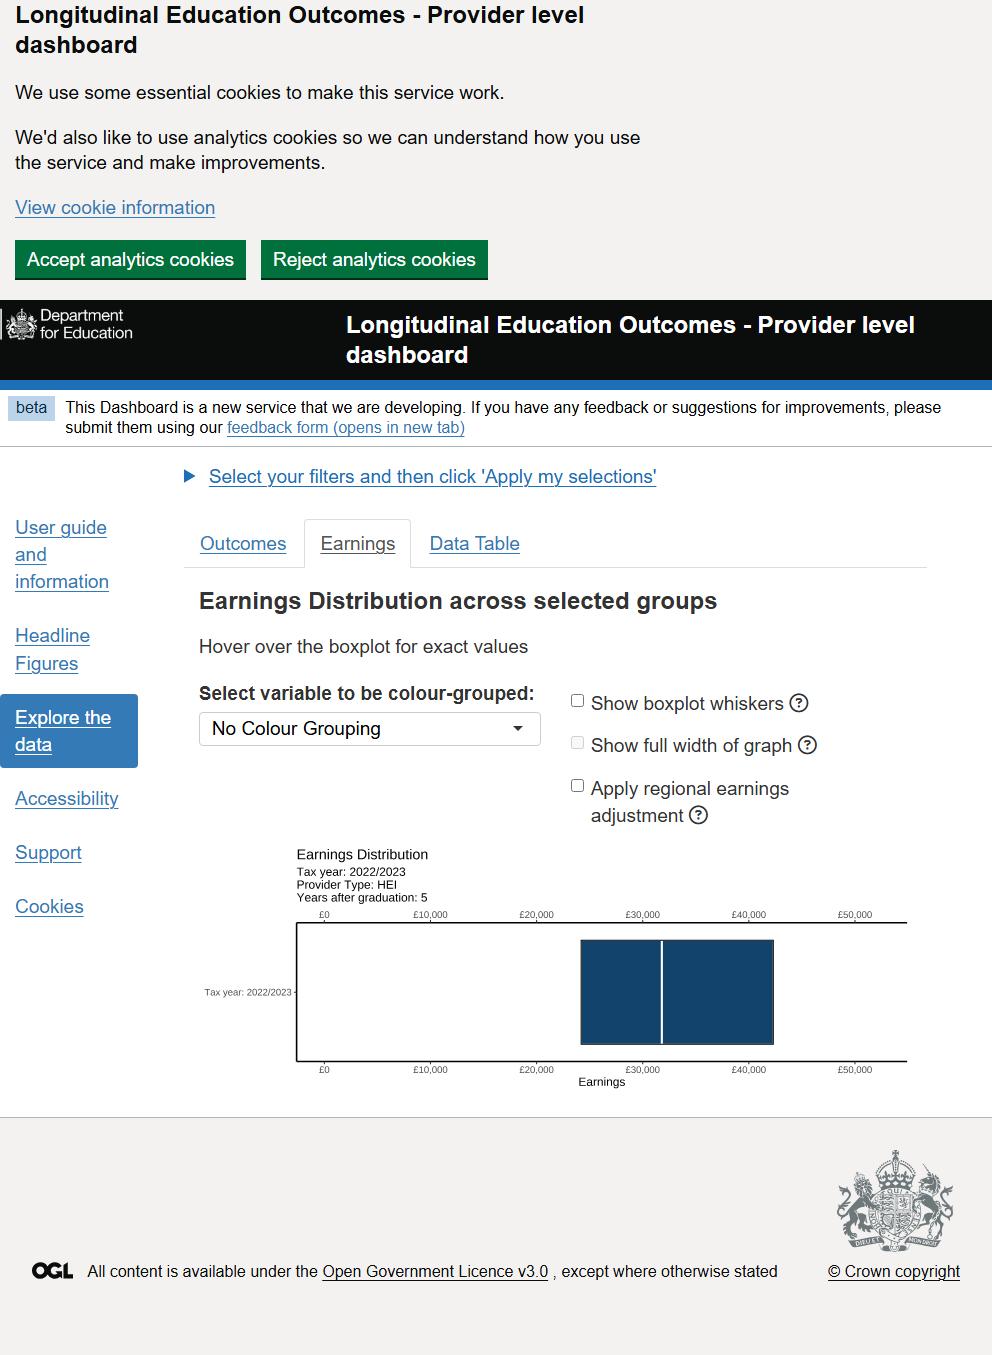 Longitudinal Education Outcomes - Provider level
dashboard
We use some essential cookies to make this service work.
We'd also like to use analytics cookies so we can understand how you use
the service and make improvements.
View cookie information
Accept analytics cookies
Reject analytics cookies
Department
for Education
Longitudinal Education Outcomes - Provider level
dashboard
beta
This Dashboard is a new service that we are developing. If you have any feedback or suggestions for improvements, please
submit them using our feedback form (opens in new tab)
Select your filters and then click 'Apply my selections'
User guide
and
information
Headline
Figures
Explore the
data
Accessibility
Support
Cookies
Outcomes
Earnings
Data Table
Earnings Distribution across selected groups
Hover over the boxplot for exact values
Select variable to be colour-grouped:
No Colour Grouping
Show boxplot whiskers ?
Show full width of graph ?
Apply regional earnings
adjustment ?
Earnings Distribution
Tax year: 2022/2023
Provider Type: HEI
Years after graduation: 5
£0 £10,000 £20,000 £30,000 £40,000 £50,000
Tax year: 2022/2023
£0 £10,000 £20,000 £30,000 £40,000 £50,000
Earnings
DIEU ET MON DROIT
OGL All content is available under the Open Government Licence v3.0 , except where otherwise stated
© Crown copyright